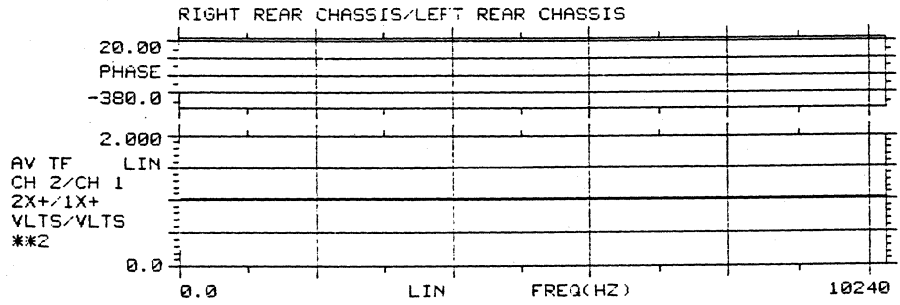 RIGHT REAR CHASSIS/LEFT REAR CHASSIS
20.00
PHASE
-380.0
2.000
AV TF LIN
CH 2/CH 1
2X+/1X+
VLTS/VLTS
**2
0.0
0.0 LIN FREQ(HZ) 10240